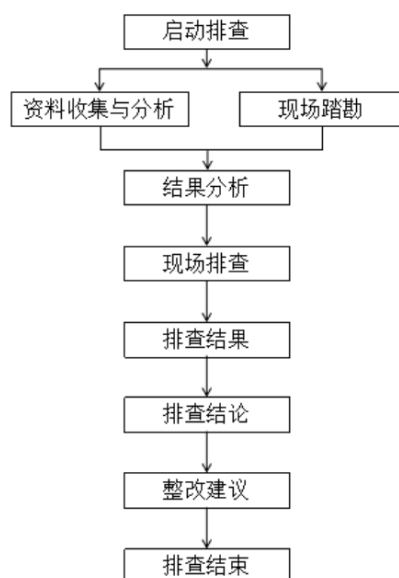 启动排查
资料收集与分析
现场踏勘
结果分析
现场排查
排查结果
排查结论
整改建议
排查结束